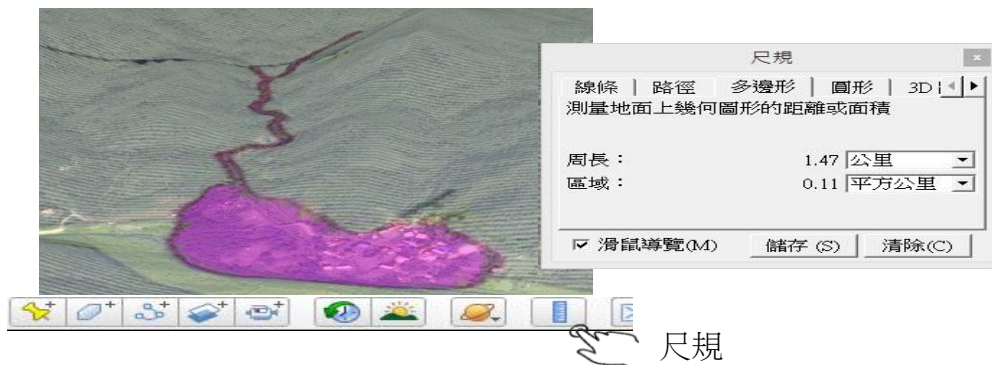 尺規
線條 | 路徑 多邊形 | 圓形 | 3D
測量地面上幾何圖形的距離或面積
周長： 1.47 公里
區域： 0.11 平方公里
滑鼠導覽(M) 儲存 (S) 清除(C)
尺規